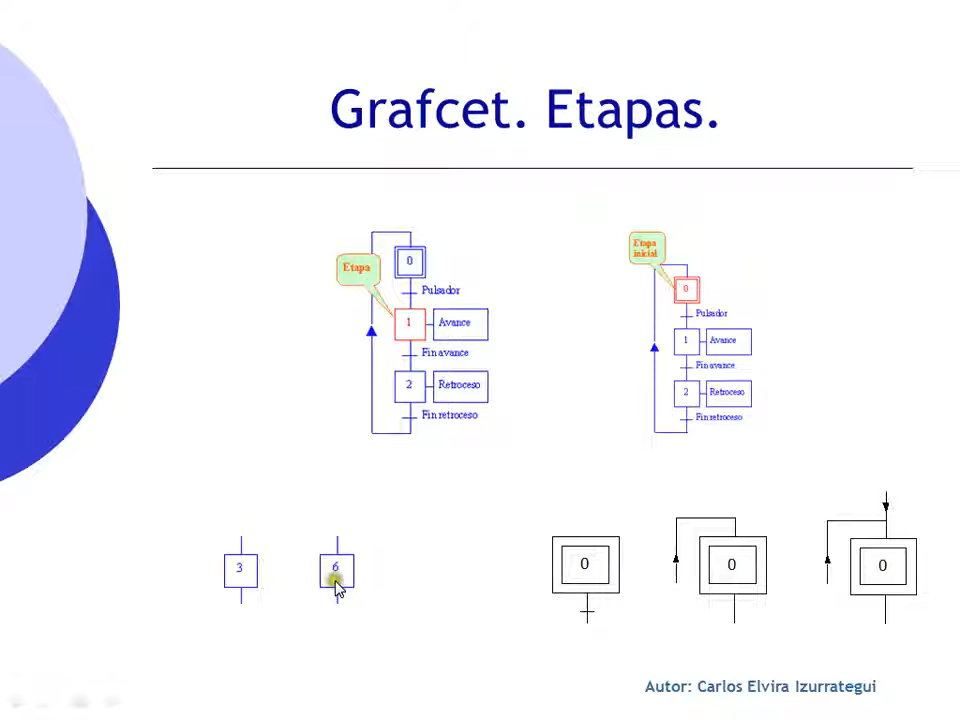 Grafcet. Etapas.
Etapa
0
Pulsador
1
Avance
Fin avance
2
Retroceso
Fin retroceso
Etapa
inicial
0
Pulsador
1
Avance
Fin avance
2
Retroceso
Fin retroceso
3
6
0
0
0
Autor: Carlos Elvira Izurrategui